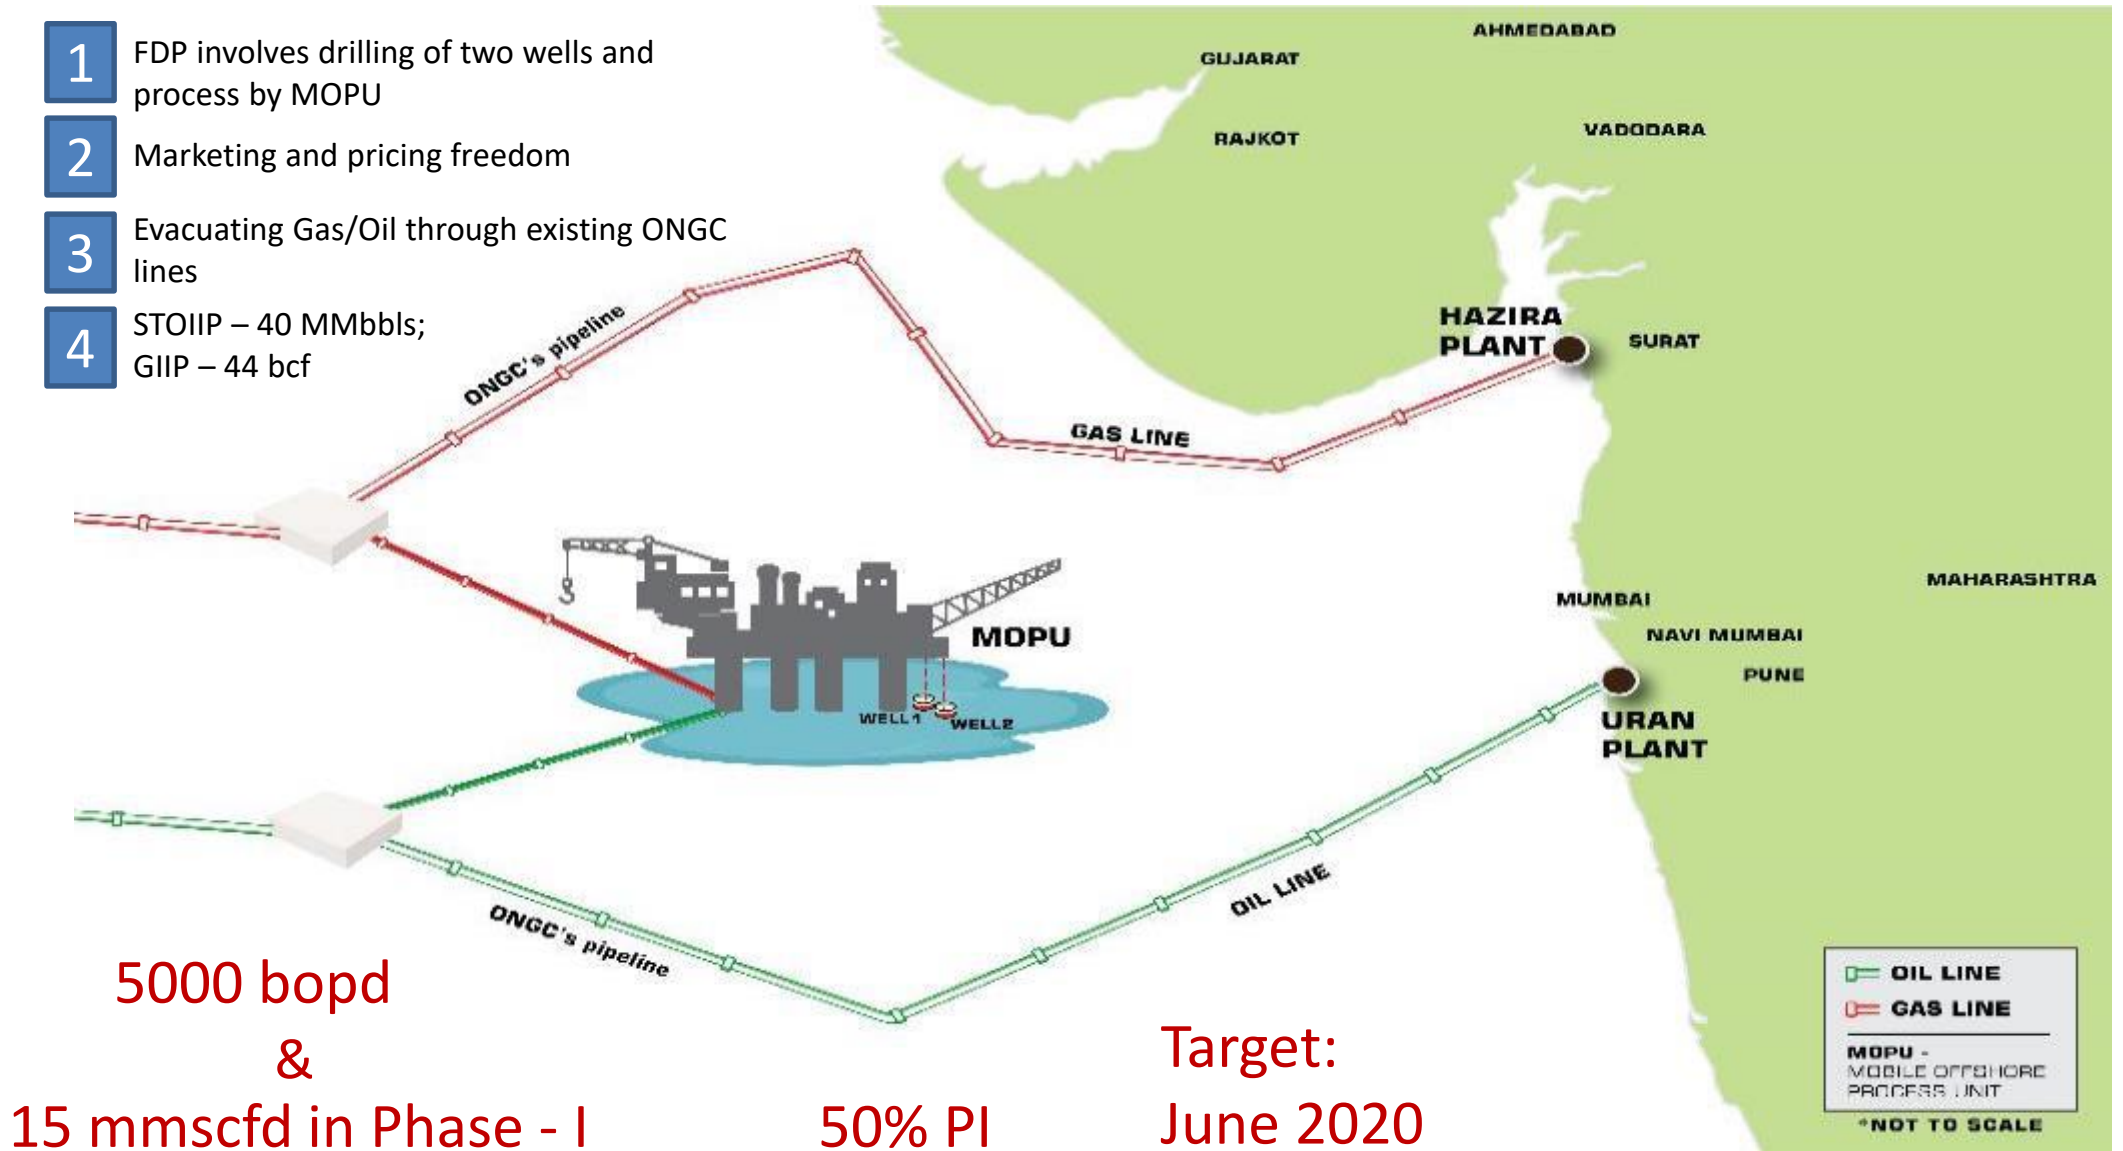 1
FDP involves drilling of two wells and
process by MOPU
2
Marketing and pricing freedom
3
Evacuating Gas/Oil through existing ONGC
lines
4
STOIIP – 40 MMbbls;
GIIP – 44 bcf
AHMEDABAD
GUJARAT
RAJKOT
VADODARA
ONGC's pipeline
HAZIRA
PLANT
SURAT
GAS LINE
MAHARASHTRA
MUMBAI
NAVI MUMBAI
PUNE
MOPU
WELL1
WELL2
URAN
PLANT
OIL LINE
ONGC's pipeline
5000 bopd
&
15 mmscfd in Phase - I
50% PI
Target:
June 2020
OIL LINE
GAS LINE
MOPU -
MOBILE OFFSHORE
PROCESS UNIT
*NOT TO SCALE